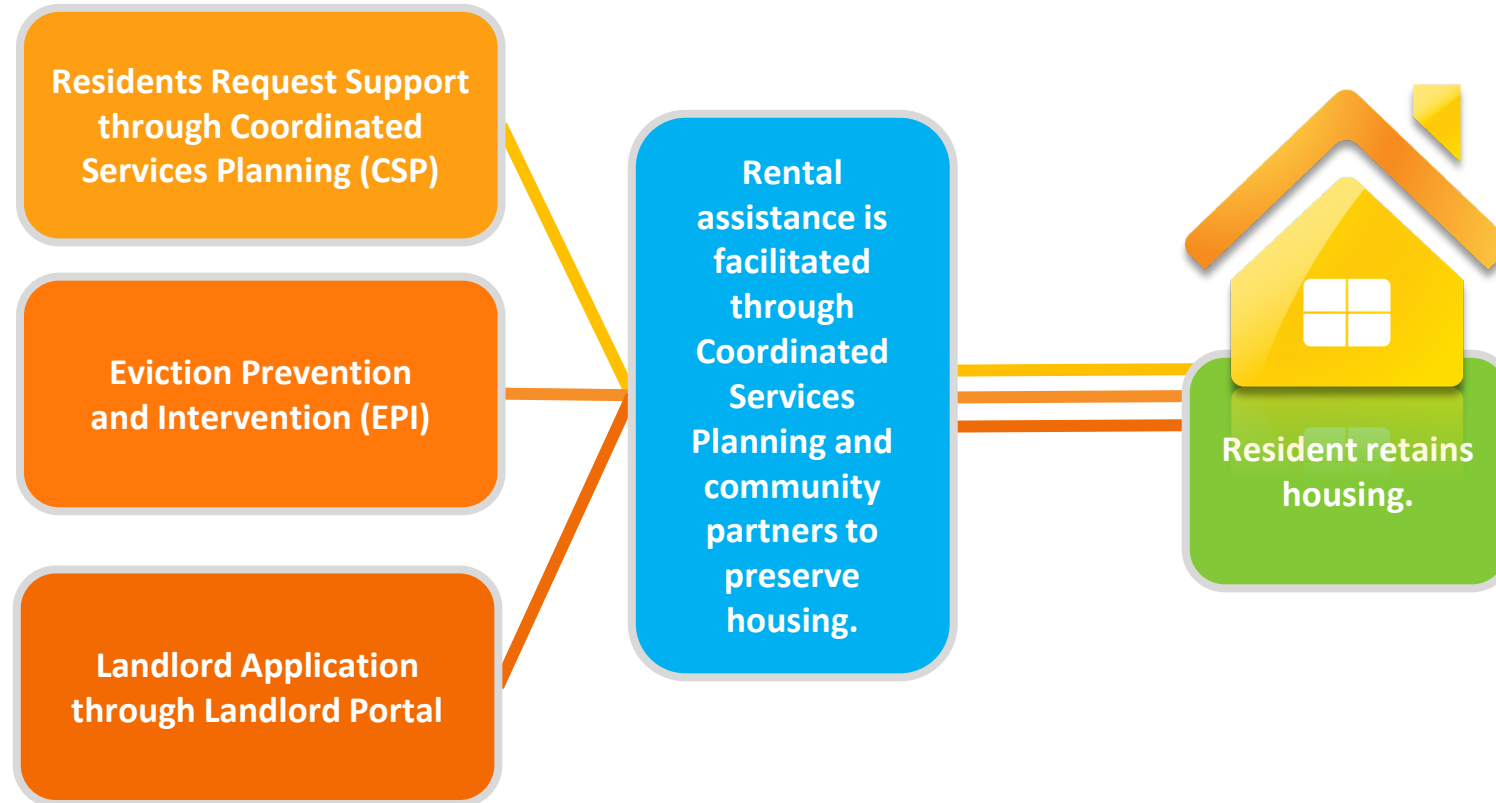 Residents Request Support
through Coordinated
Services Planning (CSP)
Eviction Prevention
and Intervention (EPI)
Landlord Application
through Landlord Portal
Rental
assistance is
facilitated
through
Coordinated
Services
Planning and
community
partners to
preserve
housing.
Resident retains
housing.